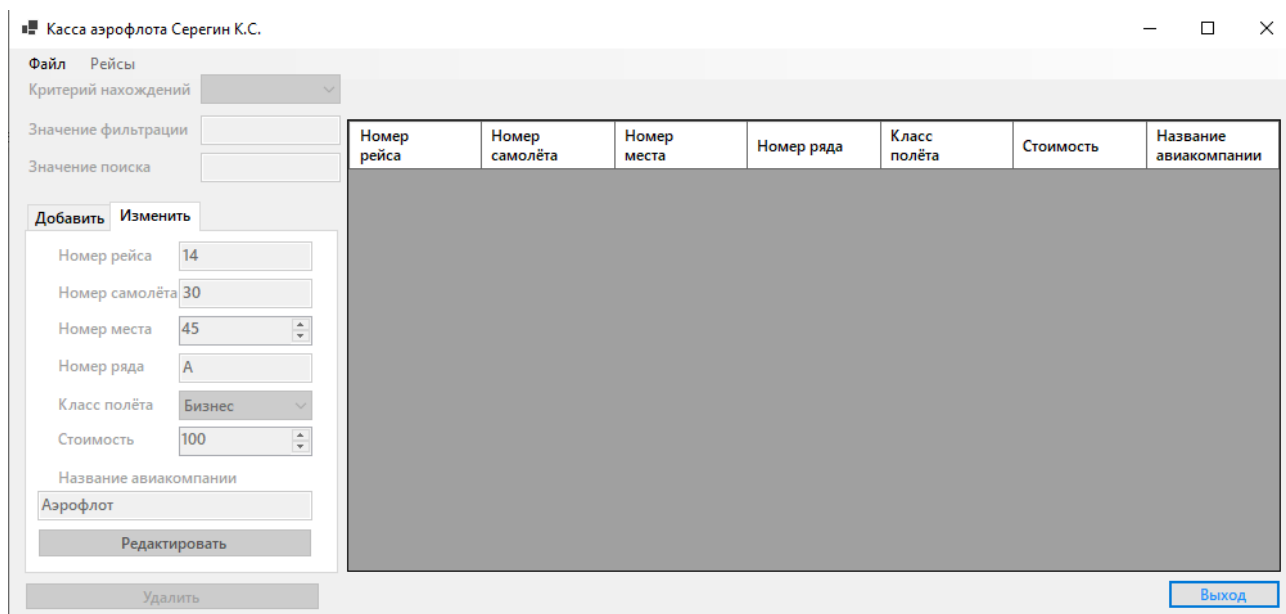 Касса аэрофлота Серегин К.С.
Файл Рейсы
Критерий нахождений
Значение фильтрации
Значение поиска
Номер рейса
Номер самолёта
Номер места
Номер ряда
Класс полёта
Стоимость
Название авиакомпании
Добавить Изменить
Номер рейса 14
Номер самолёта 30
Номер места 45
Номер ряда А
Класс полёта Бизнес
Стоимость 100
Название авиакомпании
Аэрофлот
Редактировать
Удалить
Выход